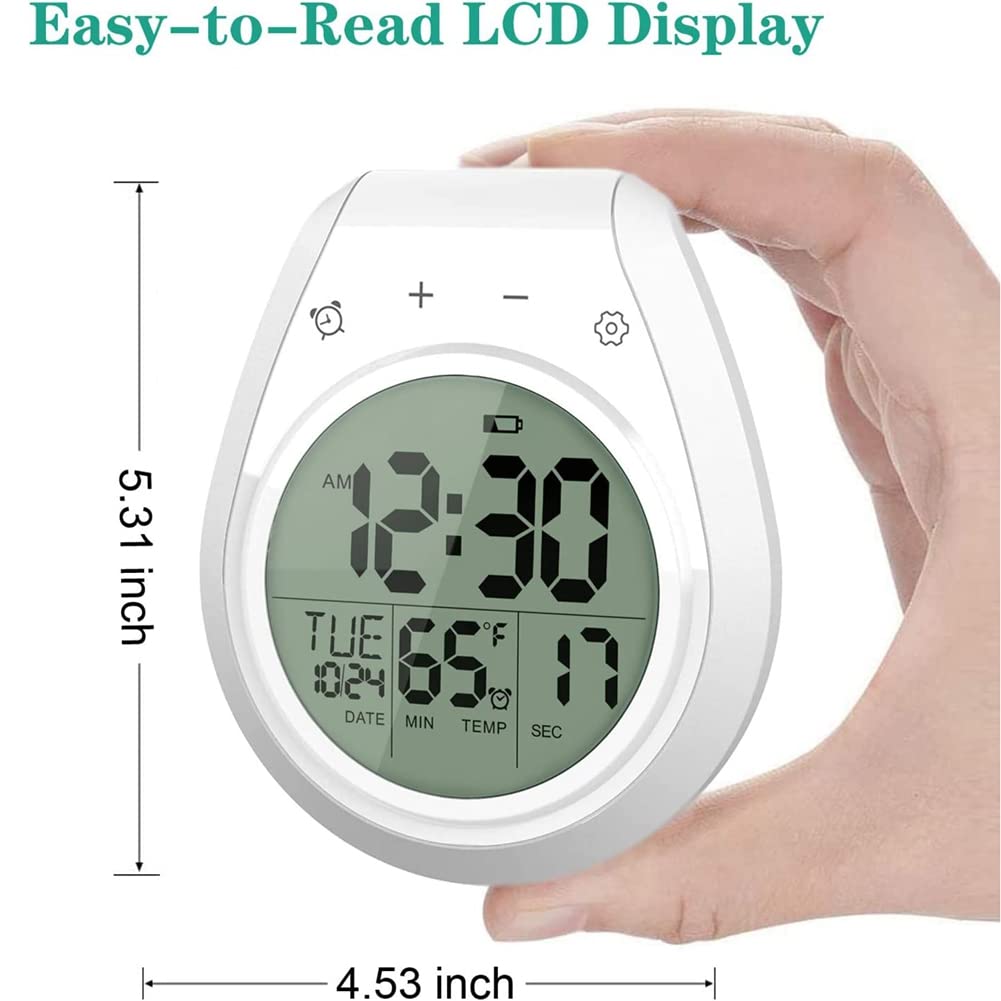 Easy-to-Read LCD Display
5.31 inch
AM 12:30
TUE 65°F 17
10/24
DATE MIN TEMP SEC
4.53 inch